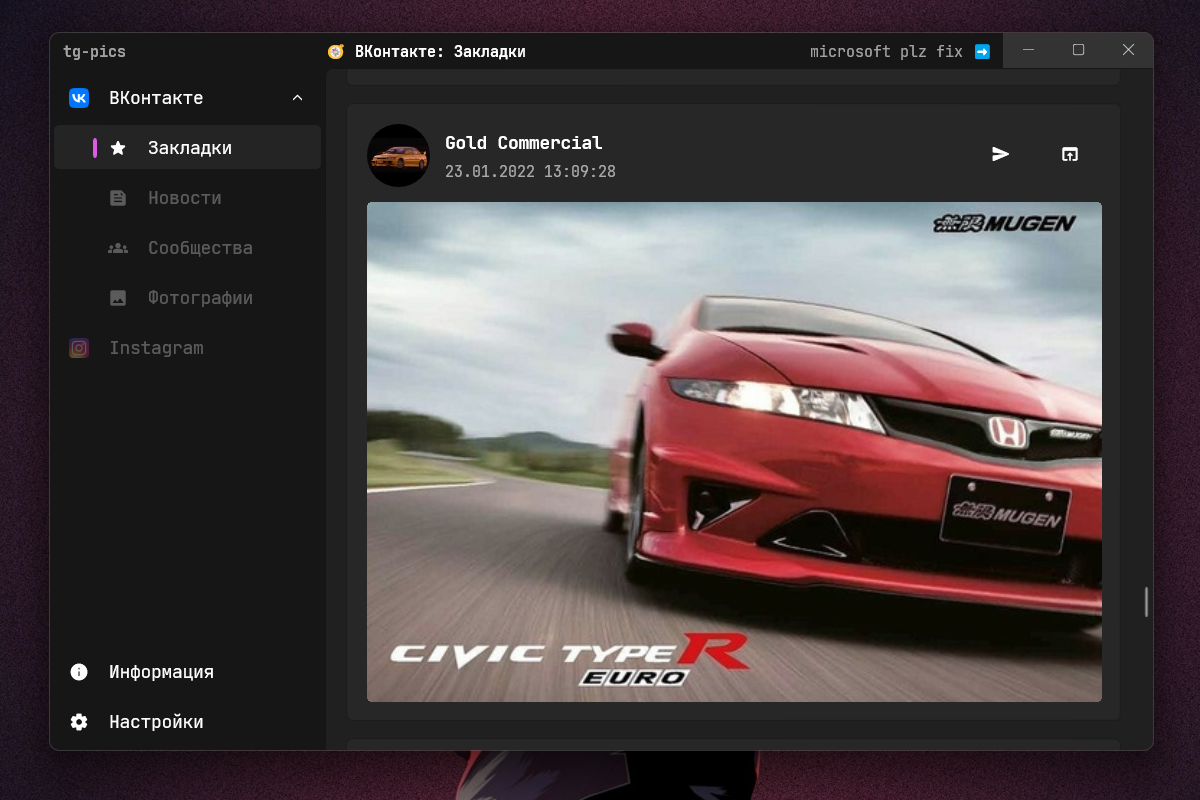 tg-pics
ВКонтакте: Закладки
microsoft plz fix
ВКонтакте
Закладки
Новости
Сообщества
Фотографии
Instagram
Информация
Настройки
Gold Commercial
23.01.2022 13:09:28
無限 MUGEN
MUGEN
無限 MUGEN
CIVIC TYPE R
EURO